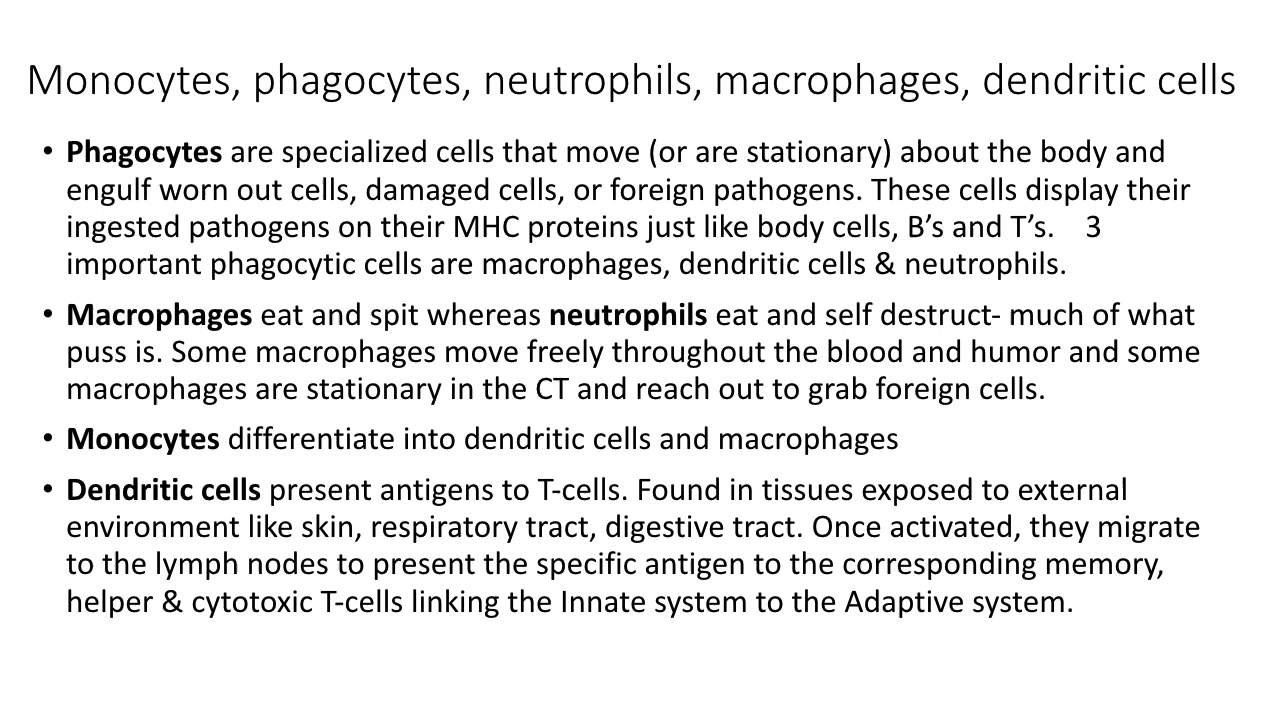 Monocytes, phagocytes, neutrophils, macrophages, dendritic cells
• Phagocytes are specialized cells that move (or are stationary) about the body and
engulf worn out cells, damaged cells, or foreign pathogens. These cells display their
ingested pathogens on their MHC proteins just like body cells, B’s and T’s. 3
important phagocytic cells are macrophages, dendritic cells & neutrophils.
• Macrophages eat and spit whereas neutrophils eat and self destruct- much of what
puss is. Some macrophages move freely throughout the blood and humor and some
macrophages are stationary in the CT and reach out to grab foreign cells.
• Monocytes differentiate into dendritic cells and macrophages
• Dendritic cells present antigens to T-cells. Found in tissues exposed to external
environment like skin, respiratory tract, digestive tract. Once activated, they migrate
to the lymph nodes to present the specific antigen to the corresponding memory,
helper & cytotoxic T-cells linking the Innate system to the Adaptive system.